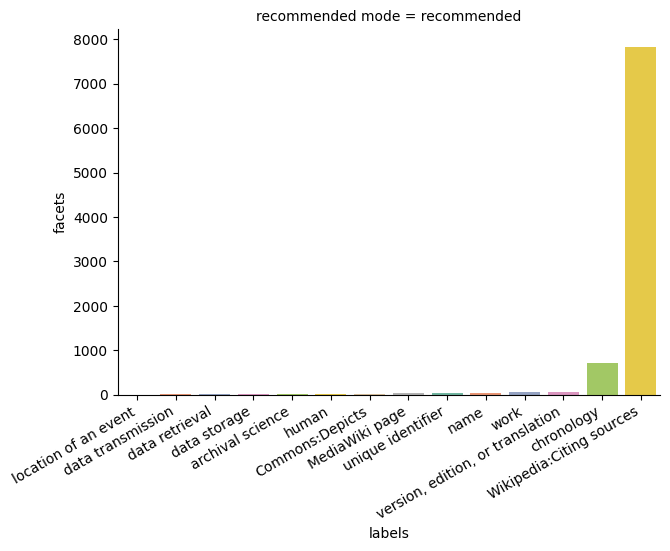 recommended mode = recommended
8000
7000
6000
5000
4000
3000
2000
1000
0
facets
location of an event
data transmission
data retrieval
data storage
archival science
human
Commons:Depicts
MediaWiki page
unique identifier
name
work
version, edition, or translation
chronology
Wikipedia:Citing sources
labels